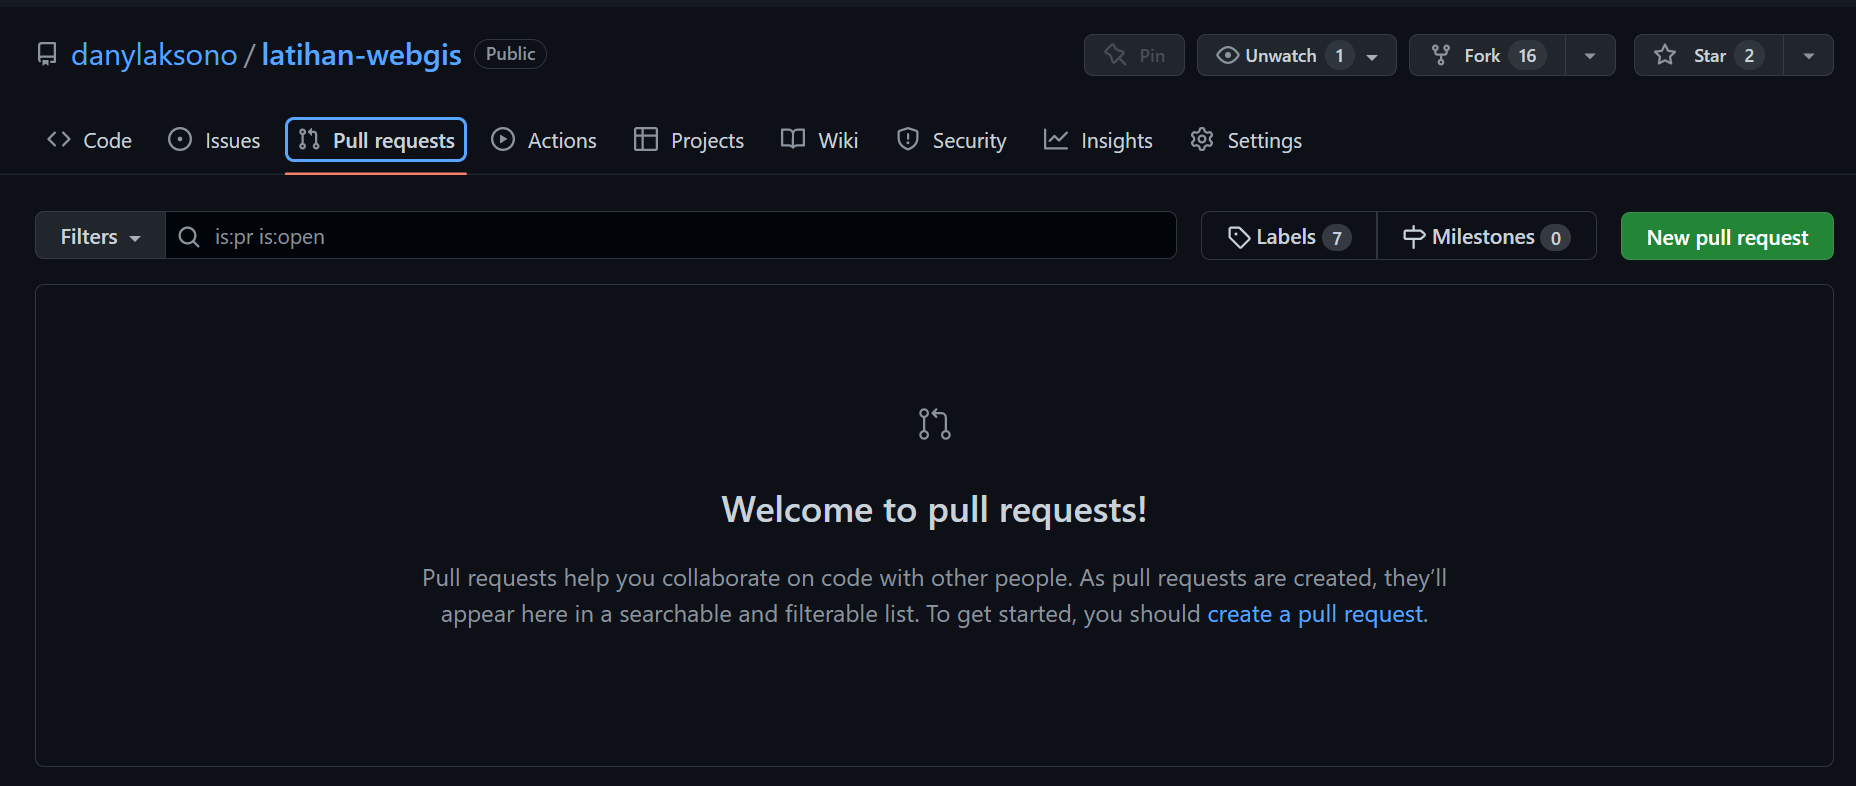 danylaksono / latihan-webgis Public Pin Unwatch 1 Fork 16 Star 2
Code Issues Pull requests Actions Projects Wiki Security Insights Settings
Filters is:pr is:open Labels 7 Milestones 0 New pull request
Welcome to pull requests!
Pull requests help you collaborate on code with other people. As pull requests are created, they’ll
appear here in a searchable and filterable list. To get started, you should create a pull request.